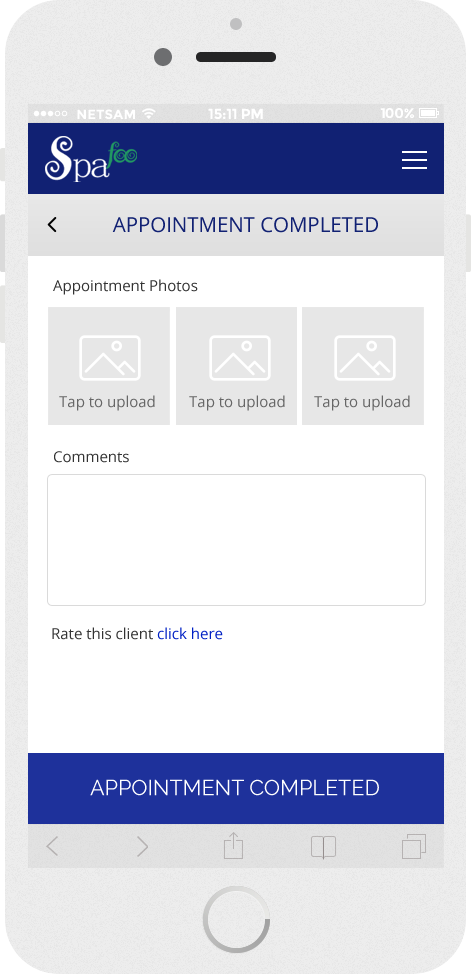 NETSAM 15:11 PM 100%
Spafoo
APPOINTMENT COMPLETED
Appointment Photos
Tap to upload Tap to upload Tap to upload
Comments
Rate this client click here
APPOINTMENT COMPLETED